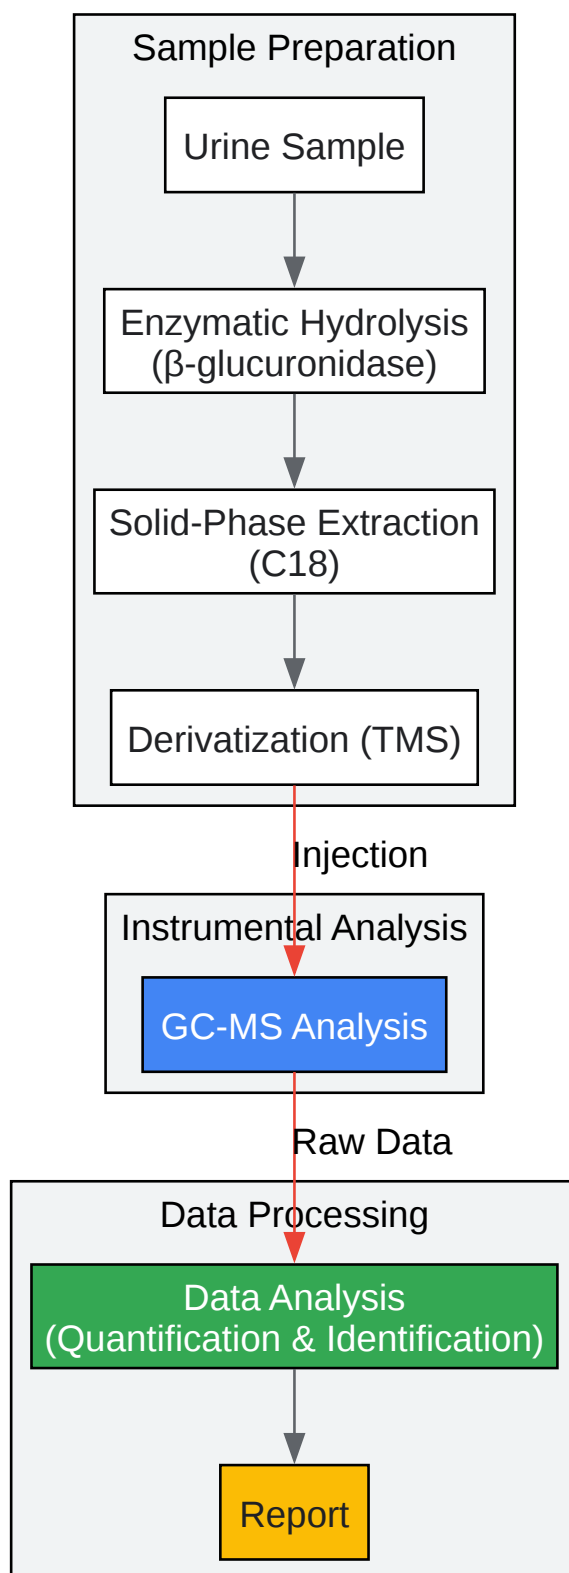 Sample Preparation
Urine Sample
Enzymatic Hydrolysis
(β-glucuronidase)
Solid-Phase Extraction
(C18)
Derivatization (TMS)
Injection
Instrumental Analysis
GC-MS Analysis
Raw Data
Data Processing
Data Analysis
(Quantification & Identification)
Report